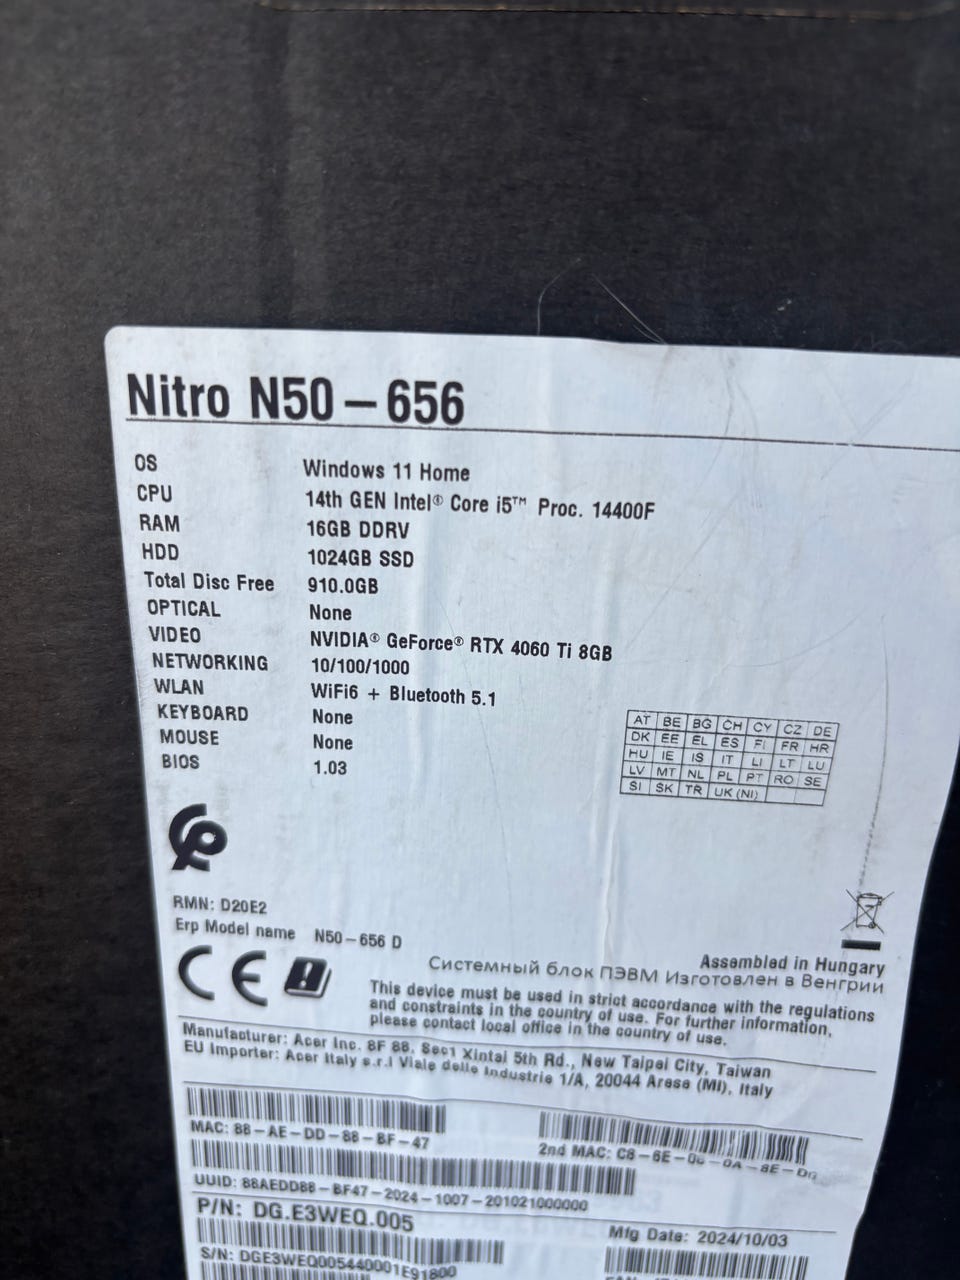 Nitro N50-656
OS Windows 11 Home
CPU 14th GEN Intel® Core i5™ Proc. 14400F
RAM 16GB DDRV
HDD 1024GB SSD
Total Disc Free 910.0GB
OPTICAL None
VIDEO NVIDIA® GeForce® RTX 4060 Ti 8GB
NETWORKING 10/100/1000
WLAN WiFi6 + Bluetooth 5.1
KEYBOARD None
MOUSE None
BIOS 1.03
AT BE BG CH CY CZ DE
DK EE EL ES FI FR HR
HU IE IS IT LI LT LU
LV MT NL PL PT RO SE
SI SK TR UK (NI)
RMN: D20E2
Erp Model name N50-656 D
CE
Assembled in Hungary
Системный блок ПЭВМ Изготовлен в Венгрии
This device must be used in strict accordance with the regulations
and constraints in the country of use. For further information,
please contact local office in the country of use.
Manufacturer: Acer Inc. 8F 88, Sec1 Xintai 5th Rd., New Taipei City, Taiwan
EU Importer: Acer Italy s.r.l Viale delle Industrie 1/A, 20044 Arese (MI), Italy
MAC: 88-AE-DD-88-BF-47
2nd MAC: C8-6E-08-0A-8E-
UUID: 88AEDD88-BF47-2024-1007-201021000000
P/N: DG.E3WEQ.005
Mfg Date: 2024/10/03
S/N: DGE3WEQ005440001E91800